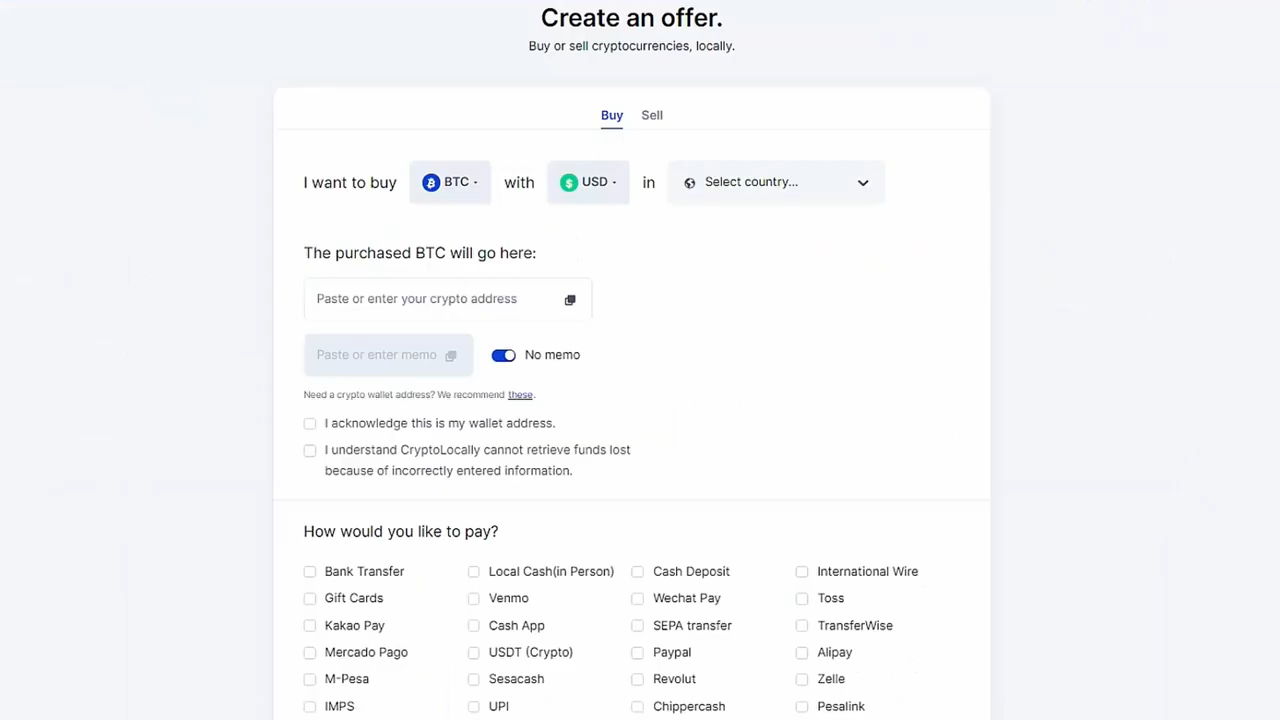 Create an offer.
Buy or sell cryptocurrencies, locally.
Buy Sell
I want to buy BTC with USD in Select country...
The purchased BTC will go here:
Paste or enter your crypto address
Paste or enter memo No memo
Need a crypto wallet address? We recommend these.
I acknowledge this is my wallet address.
I understand CryptoLocally cannot retrieve funds lost
because of incorrectly entered information.
How would you like to pay?
Bank Transfer Local Cash(in Person) Cash Deposit International Wire
Gift Cards Venmo Wechat Pay Toss
Kakao Pay Cash App SEPA transfer TransferWise
Mercado Pago USDT (Crypto) Paypal Alipay
M-Pesa Sesacash Revolut Zelle
IMPS UPI Chippercash Pesalink